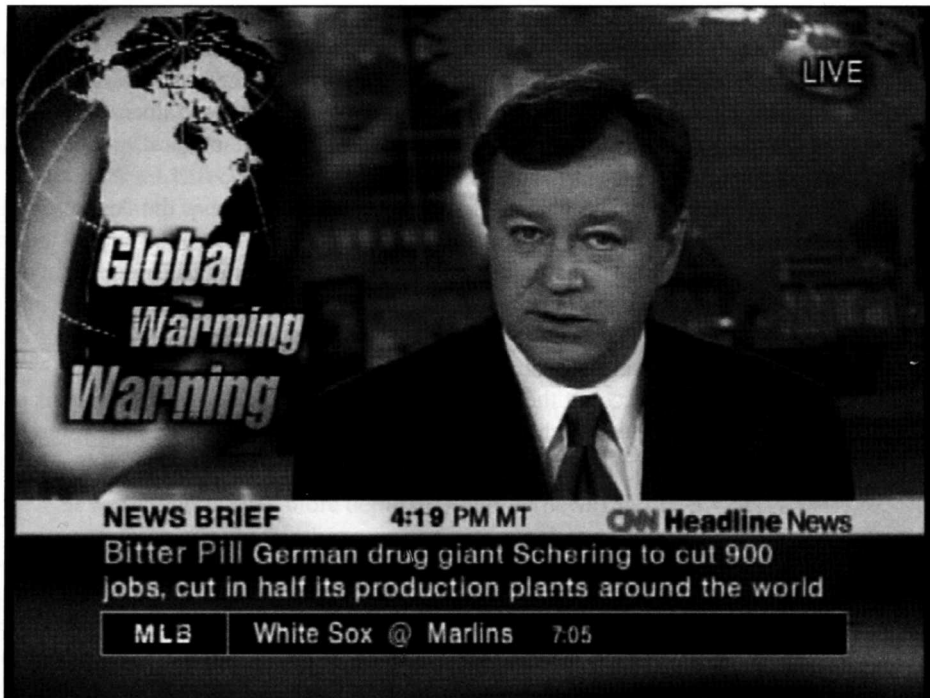 LIVE
Global
Warming
Warning
NEWS BRIEF 4:19 PM MT CNN Headline News
Bitter Pill German drug giant Schering to cut 900
jobs, cut in half its production plants around the world
MLB White Sox @ Marlins 7:05